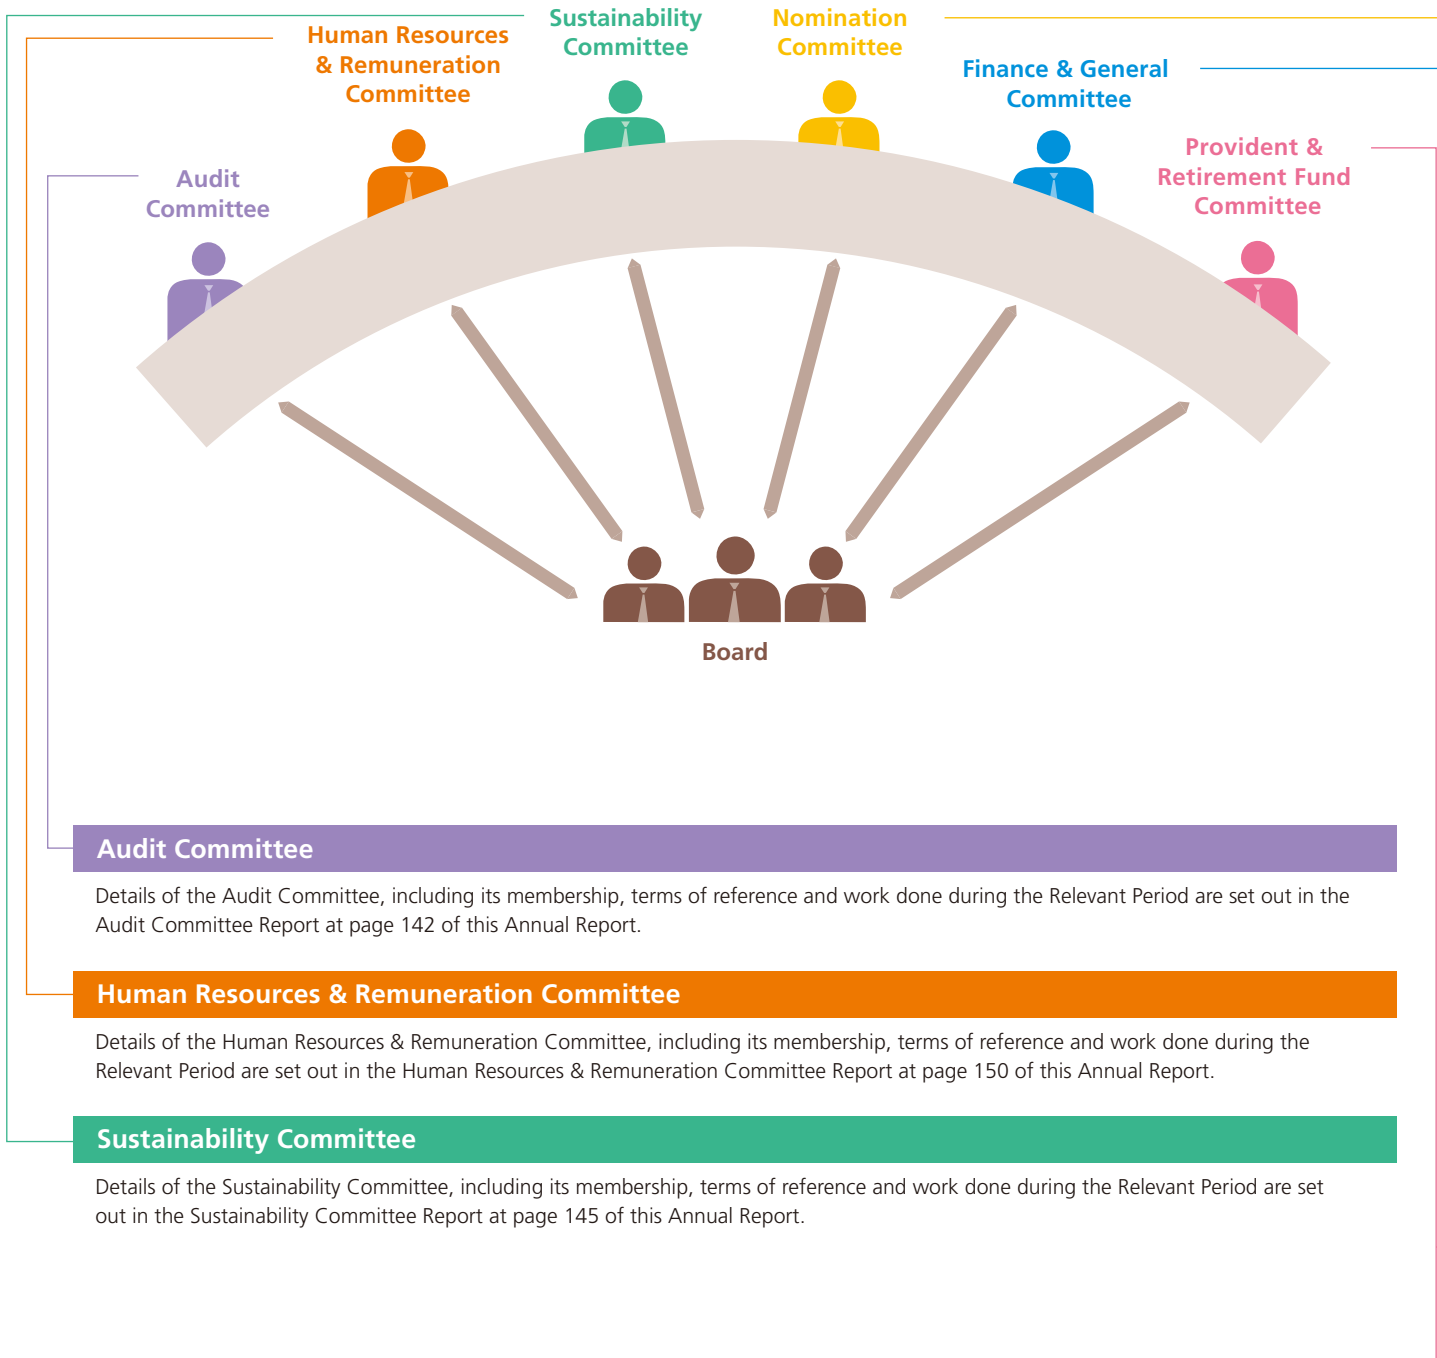 Sustainability
Committee
Nomination
Committee
Human Resources
& Remuneration
Committee
Finance & General
Committee
Provident &
Retirement Fund
Committee
Audit
Committee
Board
Audit Committee
Details of the Audit Committee, including its membership, terms of reference and work done during the Relevant Period are set out in the
Audit Committee Report at page 142 of this Annual Report.
Human Resources & Remuneration Committee
Details of the Human Resources & Remuneration Committee, including its membership, terms of reference and work done during the
Relevant Period are set out in the Human Resources & Remuneration Committee Report at page 150 of this Annual Report.
Sustainability Committee
Details of the Sustainability Committee, including its membership, terms of reference and work done during the Relevant Period are set
out in the Sustainability Committee Report at page 145 of this Annual Report.